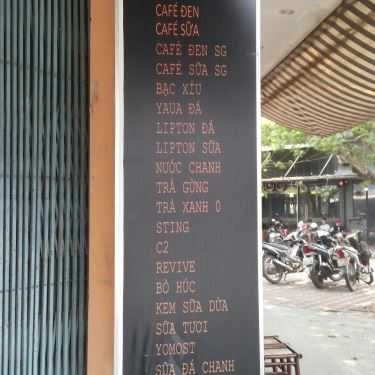 CAFÉ ĐEN
CAFÉ SỮA
CAFÉ ĐEN SG
CAFÉ SỮA SG
BẠC XỈU
YAUA ĐÁ
LIPTON ĐÁ
LIPTON SỮA
NƯỚC CHANH
TRÀ GỪNG
TRÀ XANH 0
STING
C2
REVIVE
BÒ HÚC
KEM SỮA DỪA
SỮA TƯƠI
YOMOST
SỮA ĐÁ CHANH